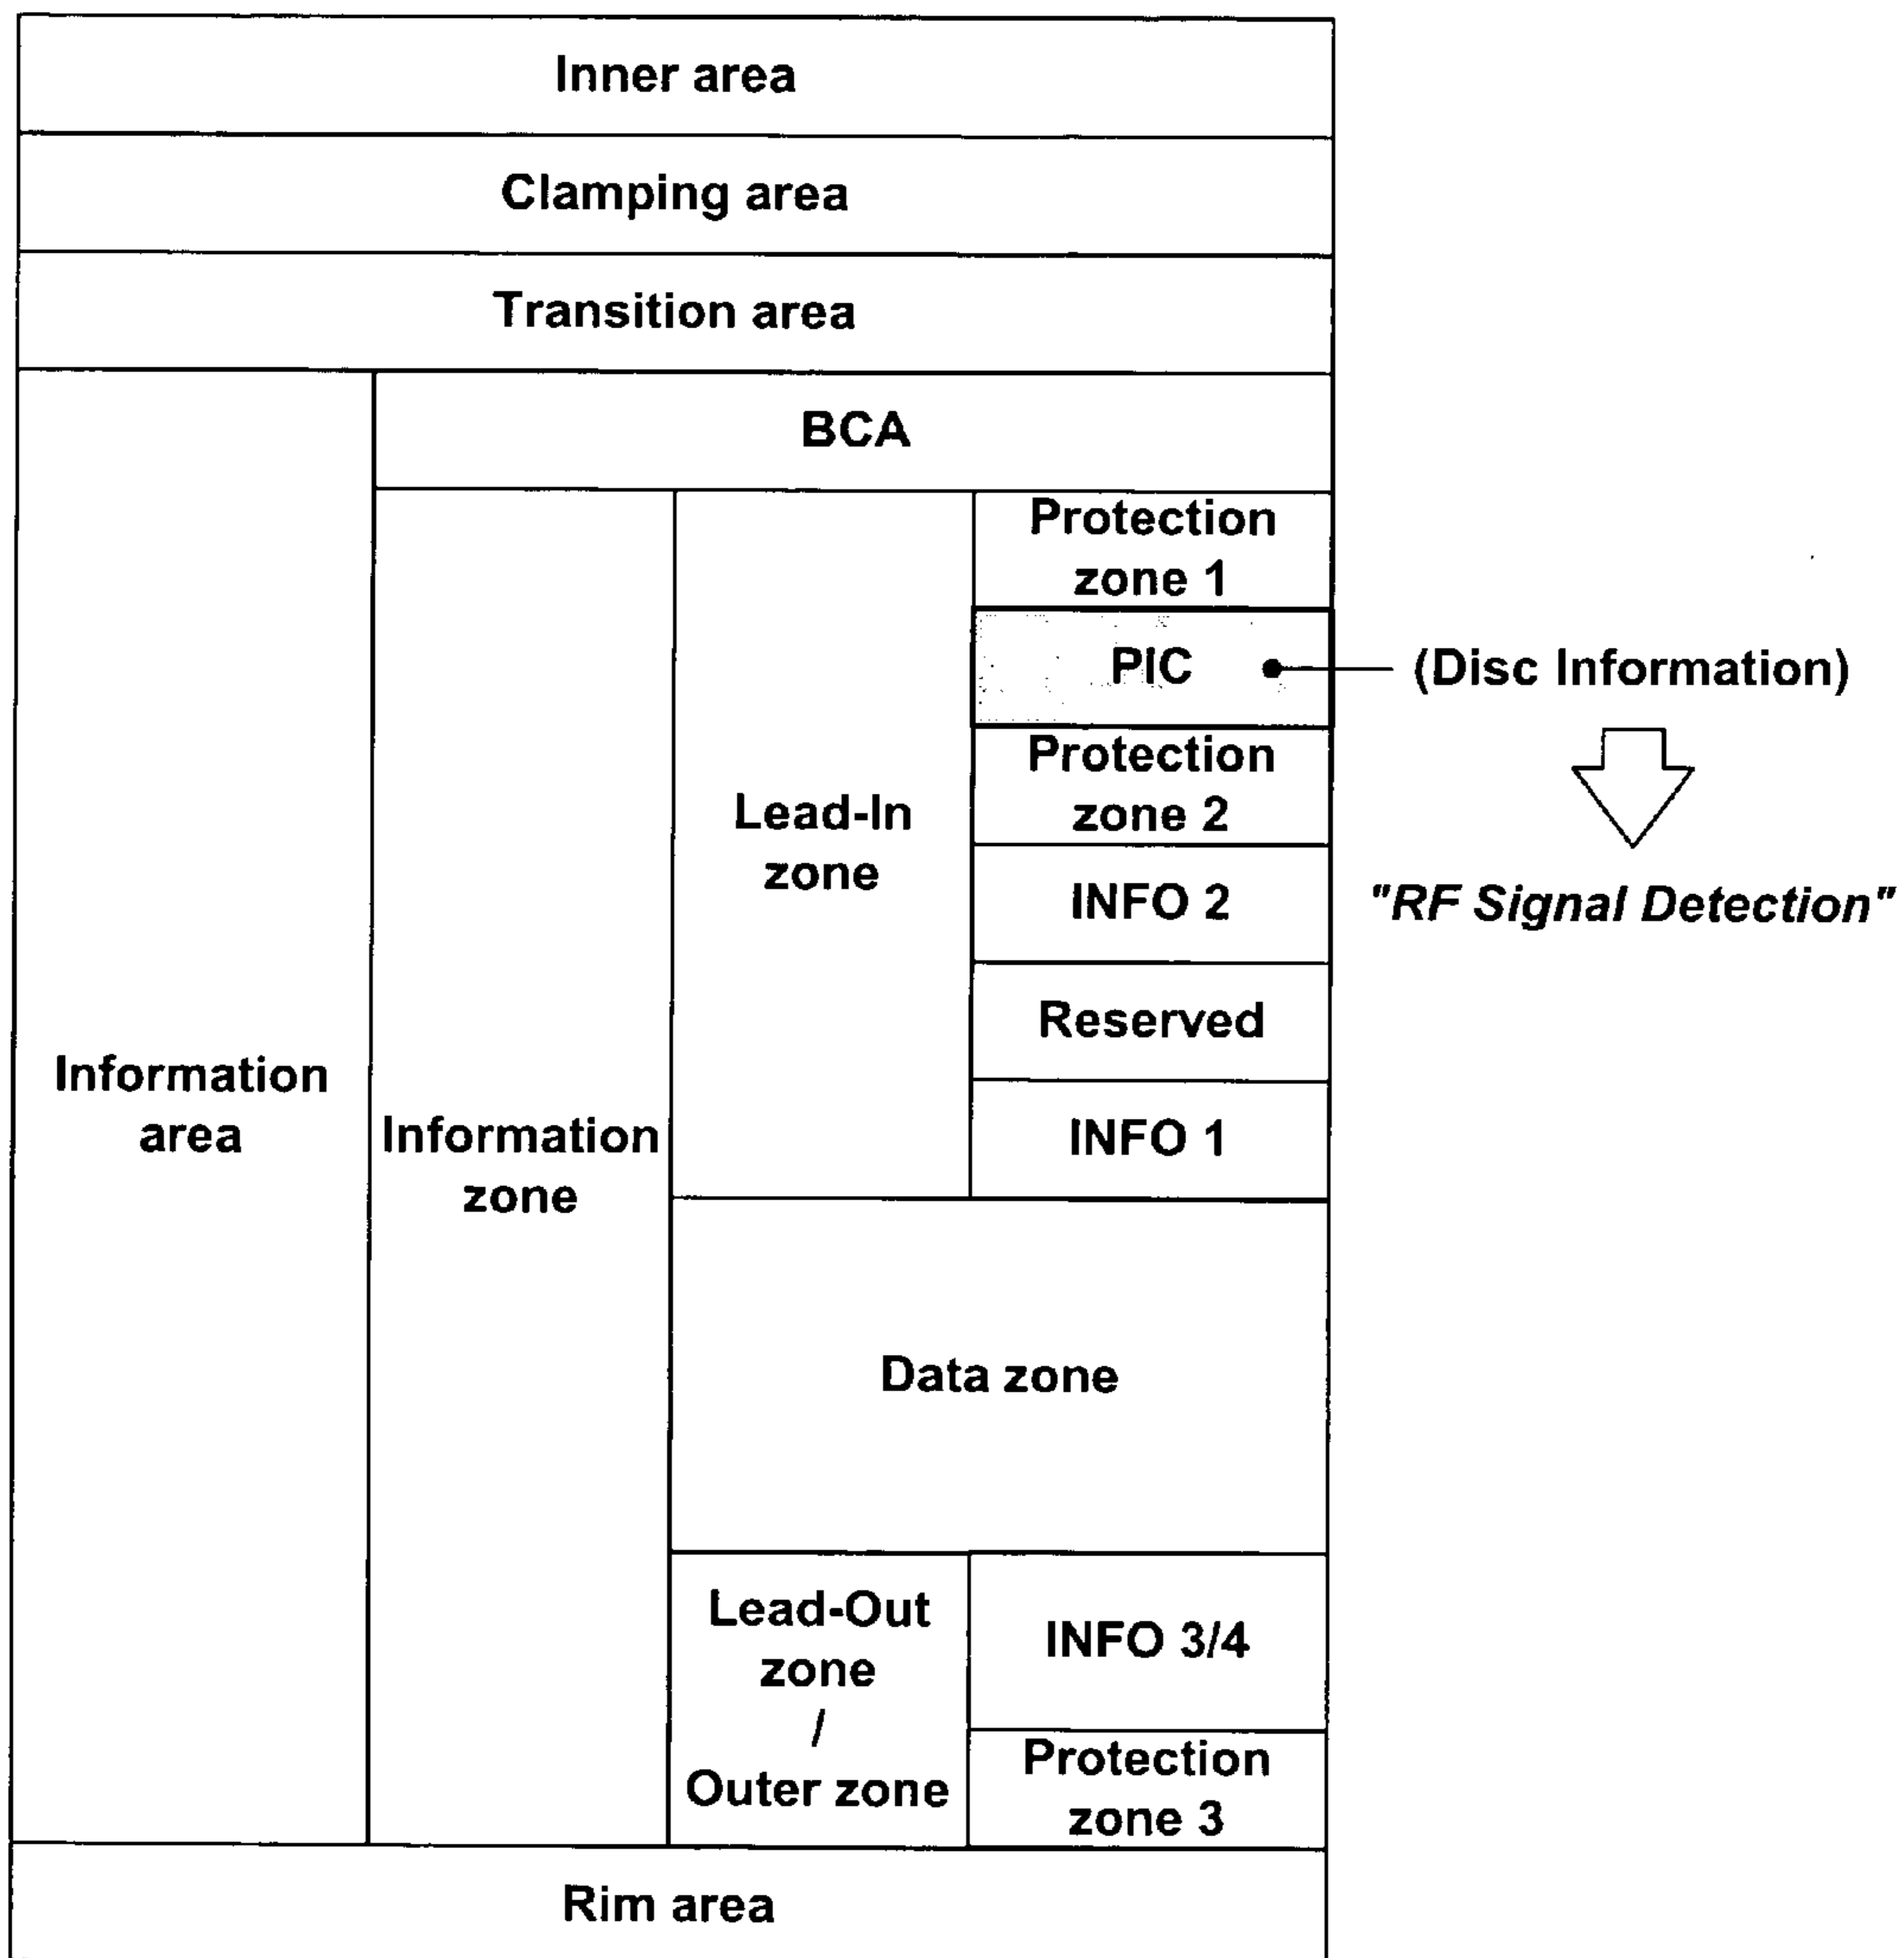 Inner area
Clamping area
Transition area
BCA
Protection
zone 1
PIC
(Disc Information)
Protection
zone 2
Lead-In
zone
INFO 2
"RF Signal Detection"
Reserved
Information
area
INFO 1
Information
zone
Data zone
Lead-Out
zone
/
Outer zone
INFO 3/4
Protection
zone 3
Rim area